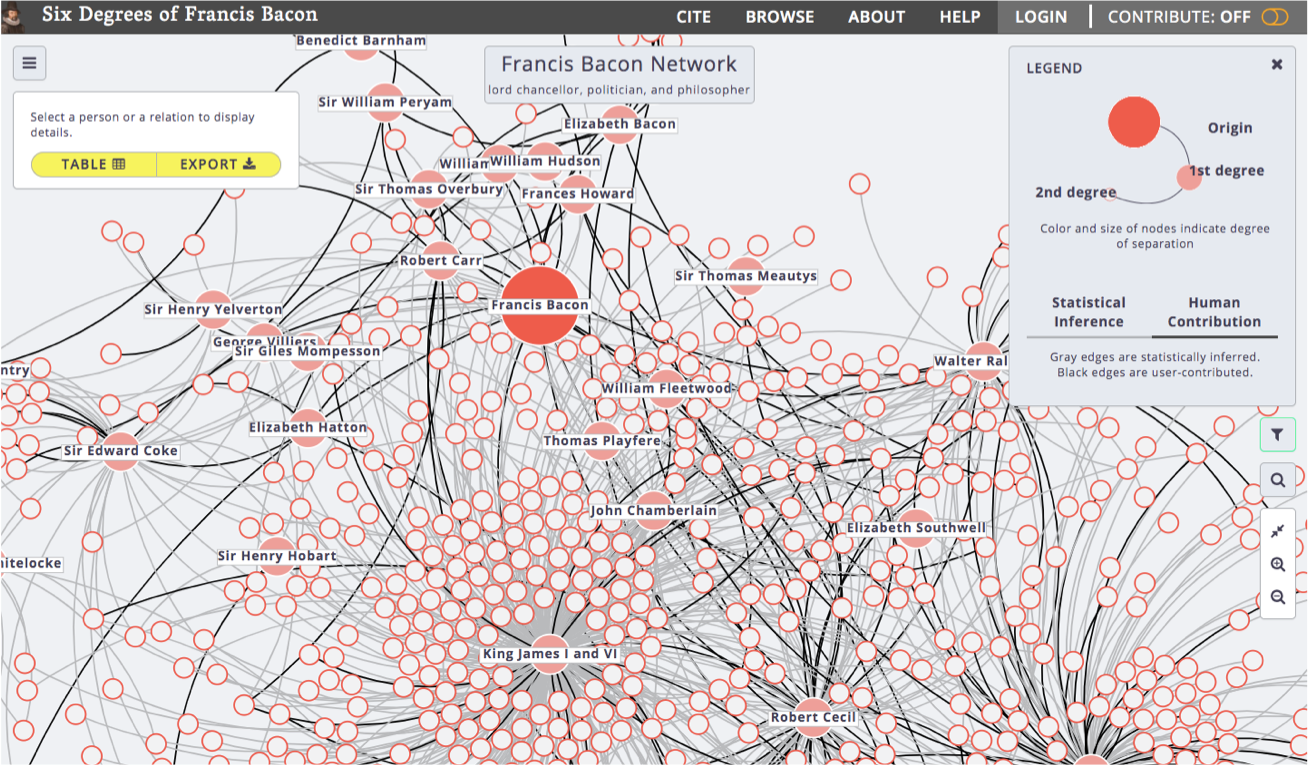 Six Degrees of Francis Bacon
CITE BROWSE ABOUT HELP LOGIN CONTRIBUTE: OFF
Francis Bacon Network
lord chancellor, politician, and philosopher
Select a person or a relation to display
details.
TABLE EXPORT
LEGEND
Origin
1st degree
2nd degree
Color and size of nodes indicate degree
of separation
Statistical
Inference
Human
Contribution
Gray edges are statistically inferred.
Black edges are user-contributed.
Benedict Barnham
Sir William Peryam
Elizabeth Bacon
William
William Hudson
Sir Thomas Overbury
Frances Howard
Robert Carr
Sir Thomas Meautys
Francis Bacon
Sir Henry Yelverton
George Villiers
Sir Giles Mompesson
Walter Ral
ntry
William Fleetwood
Elizabeth Hatton
Thomas Playfere
Sir Edward Coke
John Chamberlain
Elizabeth Southwell
Sir Henry Hobart
itelocke
King James I and VI
Robert Cecil